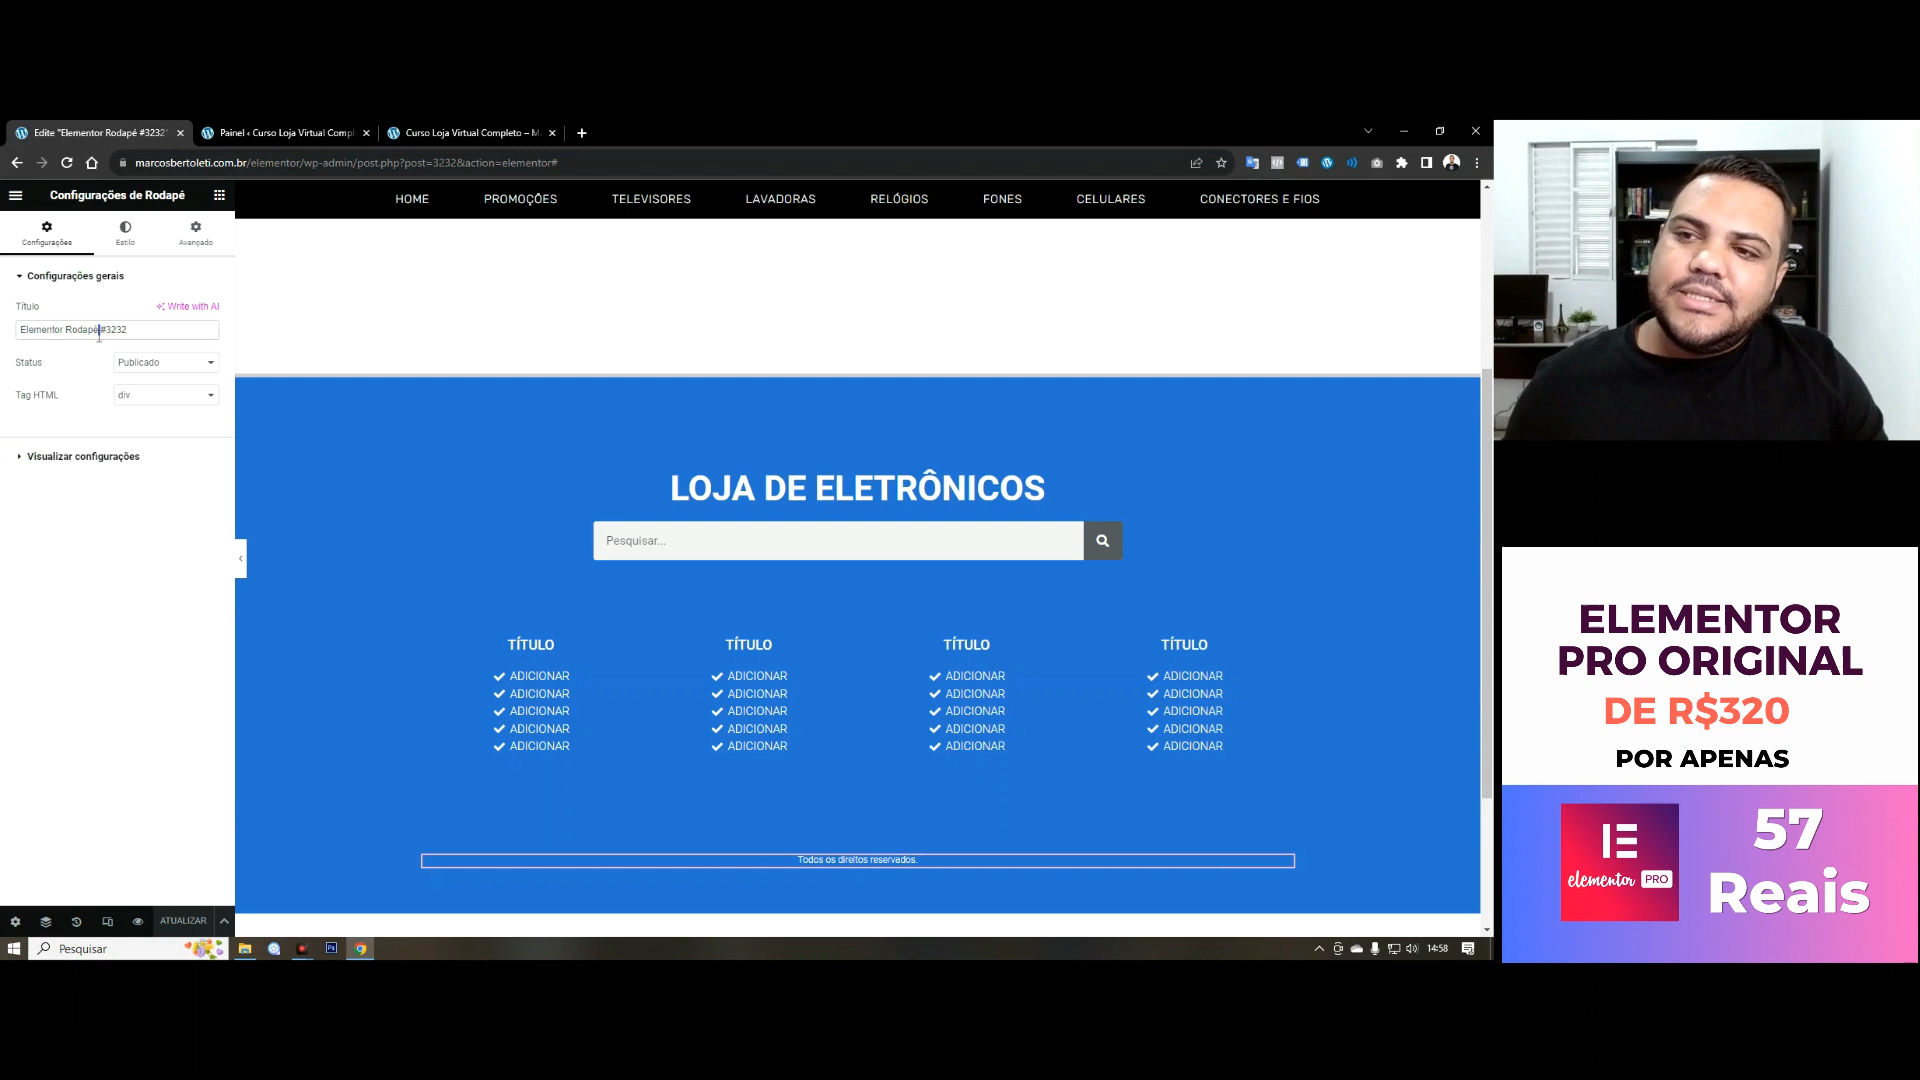 Edite "Elementor Rodapé #3232"
Painel ‹ Curso Loja Virtual Compl
Curso Loja Virtual Completo – M
marcosbertoleti.com.br/elementor/wp-admin/post.php?post=3232&action=elementor#
Configurações de Rodapé
HOME PROMOÇÕES TELEVISORES LAVADORAS RELÓGIOS FONES CELULARES CONECTORES E FIOS
Configurações Estilo Avançado
Configurações gerais
Título Write with AI
Elementor Rodapé #3232
Status Publicado
Tag HTML div
Visualizar configurações
LOJA DE ELETRÔNICOS
Pesquisar...
TÍTULO TÍTULO TÍTULO TÍTULO
ADICIONAR ADICIONAR ADICIONAR ADICIONAR
ADICIONAR ADICIONAR ADICIONAR ADICIONAR
ADICIONAR ADICIONAR ADICIONAR ADICIONAR
ADICIONAR ADICIONAR ADICIONAR ADICIONAR
ADICIONAR ADICIONAR ADICIONAR ADICIONAR
Todos os direitos reservados.
ATUALIZAR
Pesquisar
Ps
14:58
ELEMENTOR
PRO ORIGINAL
DE R$320
POR APENAS
elementor PRO
57
Reais